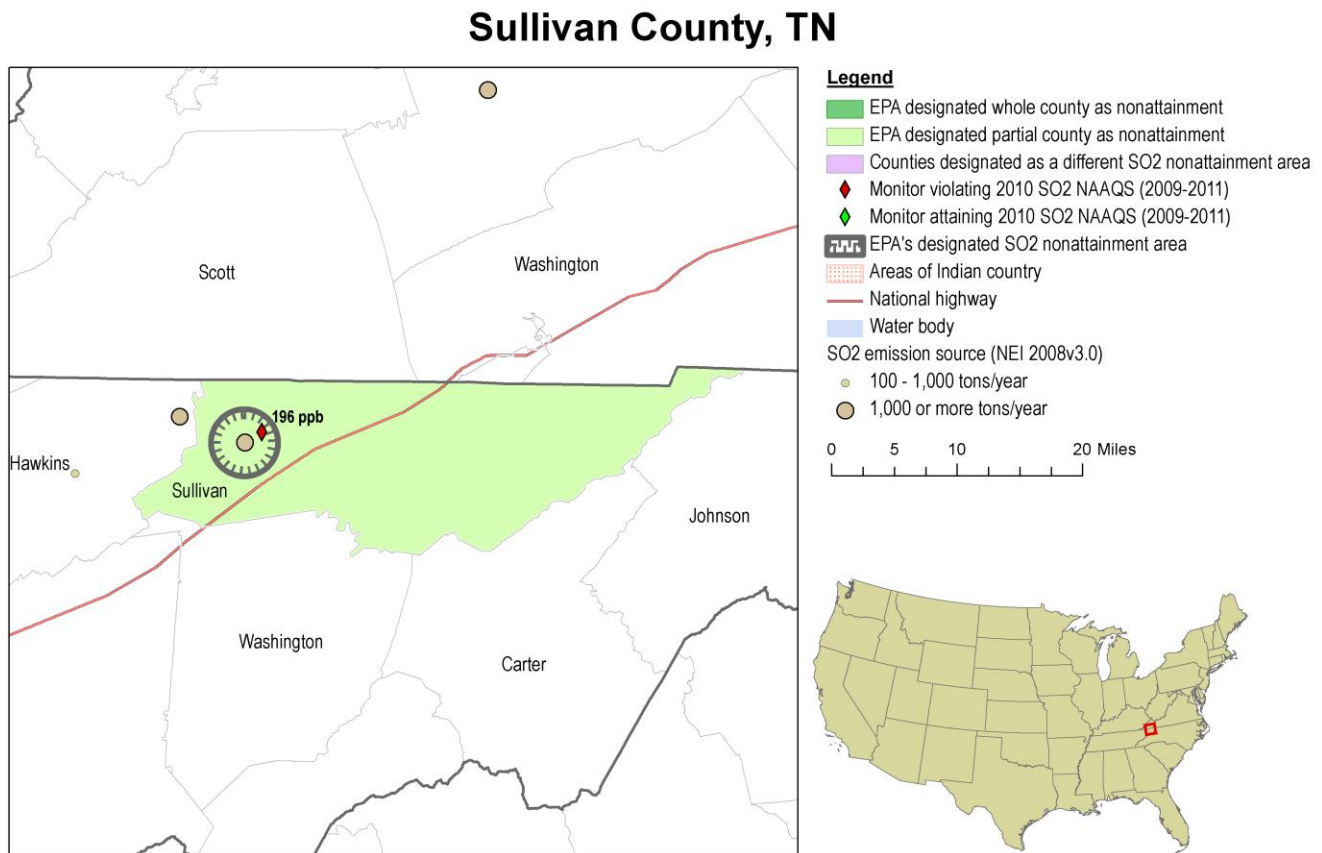 Sullivan County, TN
Scott
Washington
196 ppb
Hawkins
Sullivan
Johnson
Washington
Carter
Legend
EPA designated whole county as nonattainment
EPA designated partial county as nonattainment
Counties designated as a different SO2 nonattainment area
Monitor violating 2010 SO2 NAAQS (2009-2011)
Monitor attaining 2010 SO2 NAAQS (2009-2011)
EPA's designated SO2 nonattainment area
Areas of Indian country
National highway
Water body
SO2 emission source (NEI 2008v3.0)
100 - 1,000 tons/year
1,000 or more tons/year
0 5 10 20 Miles